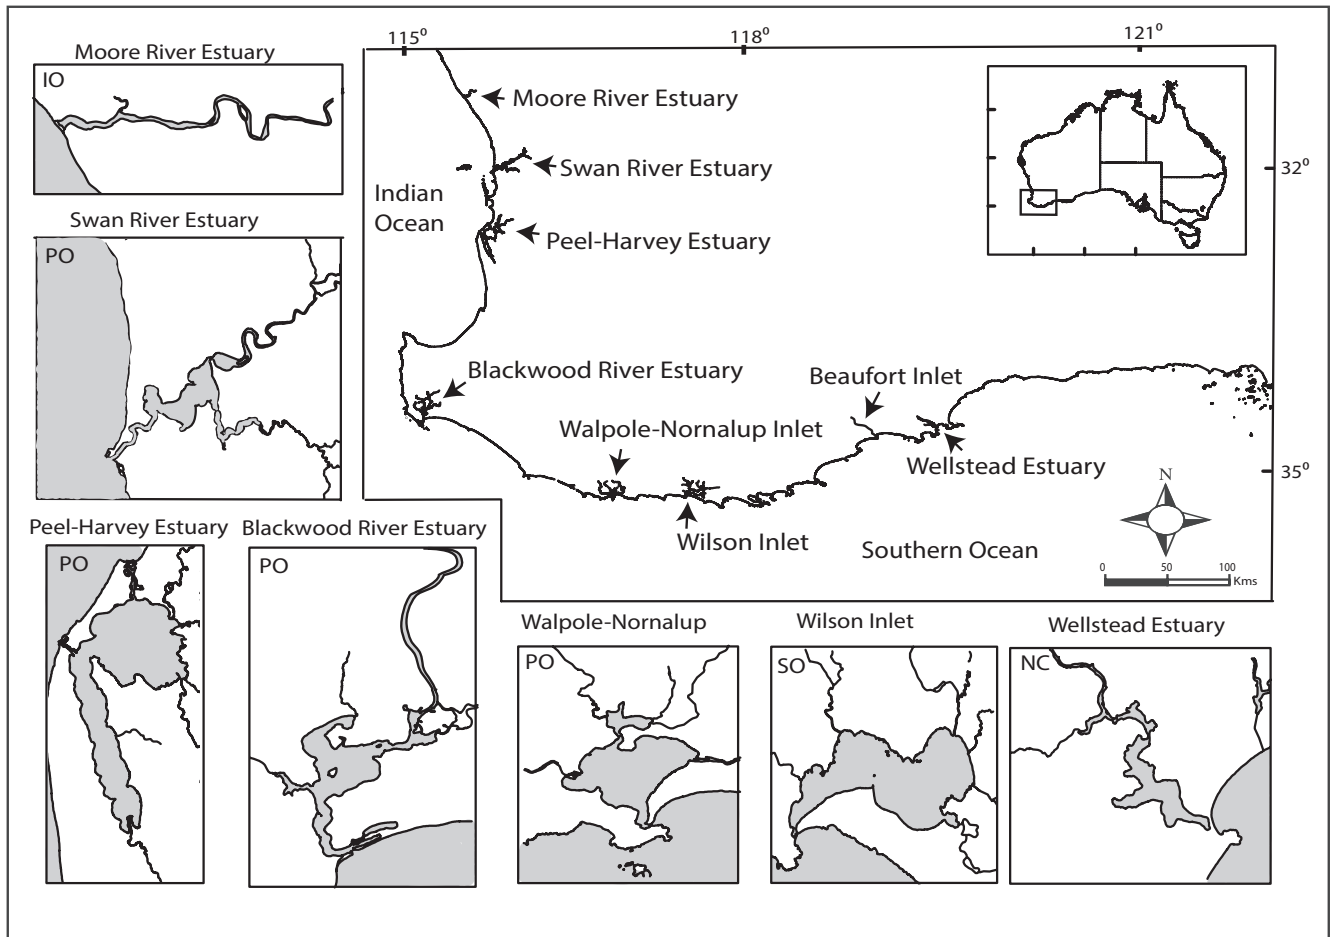 Moore River Estuary
IO
Swan River Estuary
PO
Peel-Harvey Estuary
PO
Blackwood River Estuary
PO
115⁰
118⁰
121⁰
32⁰
35⁰
Moore River Estuary
Swan River Estuary
Indian
Ocean
Peel-Harvey Estuary
Blackwood River Estuary
Beaufort Inlet
Walpole-Nornalup Inlet
Wellstead Estuary
Wilson Inlet
Southern Ocean
N
0 50 100
Kms
Walpole-Nornalup
PO
Wilson Inlet
SO
Wellstead Estuary
NC